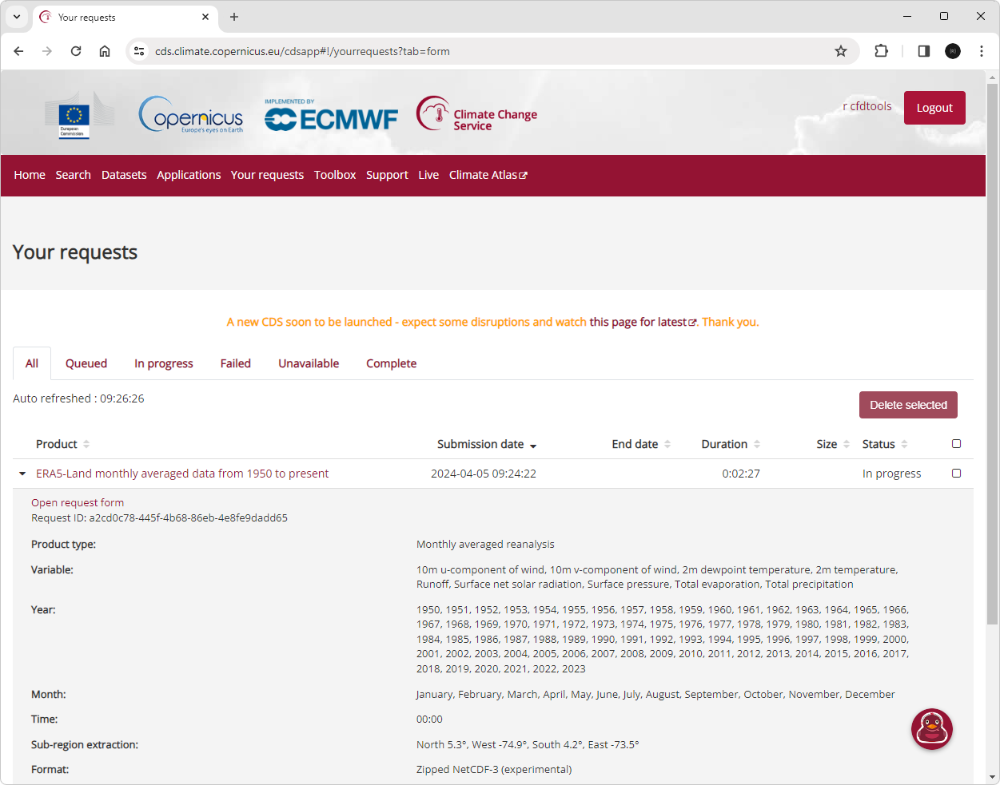 Your requests
cds.climate.copernicus.eu/cdsapp#!/yourrequests?tab=form
European
Commission
opernicus
Europe's eyes on Earth
IMPLEMENTED BY
ECMWF
Climate Change
Service
r cfdtools
Logout
Home Search Datasets Applications Your requests Toolbox Support Live Climate Atlas
Your requests
A new CDS soon to be launched - expect some disruptions and watch this page for latest. Thank you.
All Queued In progress Failed Unavailable Complete
Auto refreshed : 09:26:26
Delete selected
Product Submission date End date Duration Size Status
ERA5-Land monthly averaged data from 1950 to present 2024-04-05 09:24:22 0:02:27 In progress
Open request form
Request ID: a2cd0c78-445f-4b68-86eb-4e8fe9dadd65
Product type: Monthly averaged reanalysis
Variable: 10m u-component of wind, 10m v-component of wind, 2m dewpoint temperature, 2m temperature,
Runoff, Surface net solar radiation, Surface pressure, Total evaporation, Total precipitation
Year: 1950, 1951, 1952, 1953, 1954, 1955, 1956, 1957, 1958, 1959, 1960, 1961, 1962, 1963, 1964, 1965, 1966,
1967, 1968, 1969, 1970, 1971, 1972, 1973, 1974, 1975, 1976, 1977, 1978, 1979, 1980, 1981, 1982, 1983,
1984, 1985, 1986, 1987, 1988, 1989, 1990, 1991, 1992, 1993, 1994, 1995, 1996, 1997, 1998, 1999, 2000,
2001, 2002, 2003, 2004, 2005, 2006, 2007, 2008, 2009, 2010, 2011, 2012, 2013, 2014, 2015, 2016, 2017,
2018, 2019, 2020, 2021, 2022, 2023
Month: January, February, March, April, May, June, July, August, September, October, November, December
Time: 00:00
Sub-region extraction: North 5.3°, West -74.9°, South 4.2°, East -73.5°
Format: Zipped NetCDF-3 (experimental)